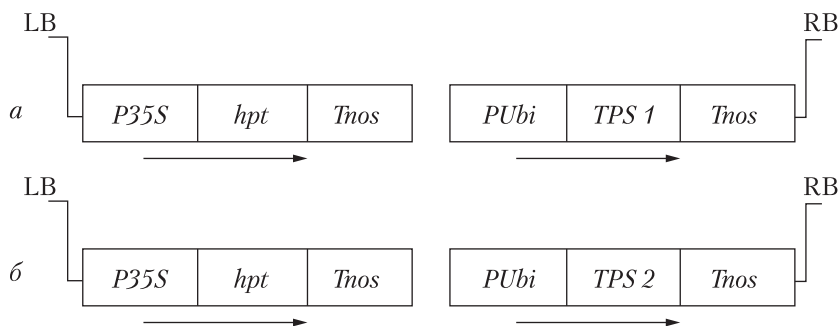 LB RB
а P35S hpt Tnos PUbi TPS 1 Tnos
LB RB
б P35S hpt Tnos PUbi TPS 2 Tnos